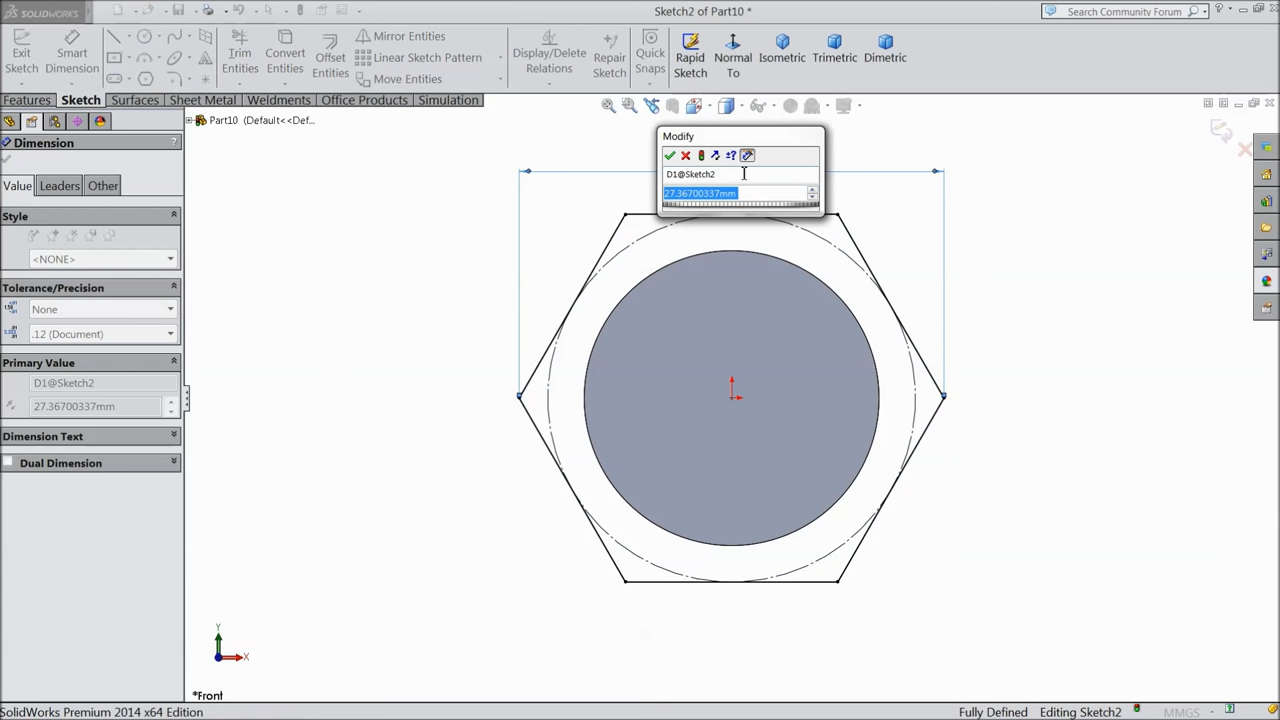 SOLIDWORKS
Sketch2 of Part10 *
Search Community Forum
Exit Sketch
Smart Dimension
Trim Entities
Convert Entities
Offset Entities
Mirror Entities
Linear Sketch Pattern
Move Entities
Display/Delete Relations
Repair Sketch
Quick Snaps
Rapid Sketch
Normal To
Isometric
Trimetric
Dimetric
Features
Sketch
Surfaces
Sheet Metal
Weldments
Office Products
Simulation
Part10 (Default<<Def...
Dimension
?
Value
Leaders
Other
Style
<NONE>
Tolerance/Precision
None
.12 (Document)
Primary Value
D1@Sketch2
27.36700337mm
Dimension Text
Dual Dimension
Modify
±?
D1@Sketch2
27.36700337mm
Y
X
*Front
SolidWorks Premium 2014 x64 Edition
Fully Defined
Editing Sketch2
MMGS